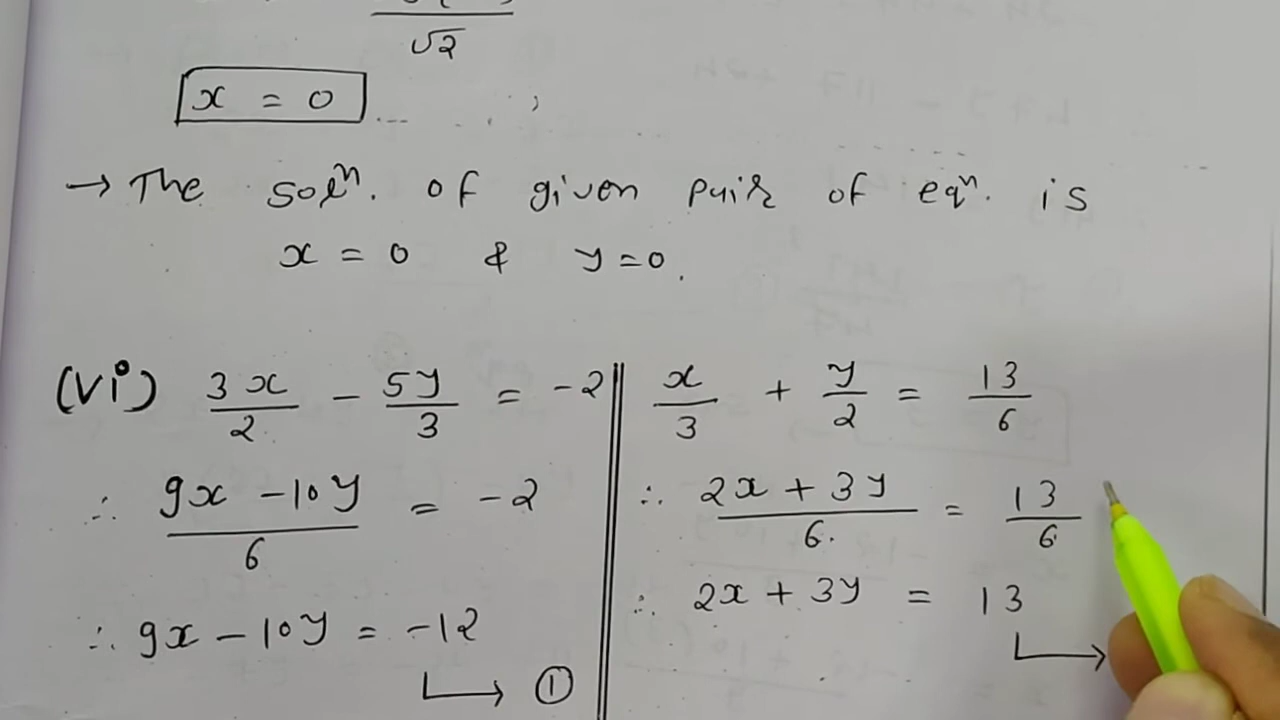 √2
x = 0
→ The solⁿ. of given pair of eqⁿ. is
x = 0 & y = 0.
(vi) 3x/2 - 5y/3 = -2
∴ 9x - 10y / 6 = -2
∴ 9x - 10y = -12
↳ ①
x/3 + y/2 = 13/6
∴ 2x + 3y / 6. = 13/6
∴ 2x + 3y = 13